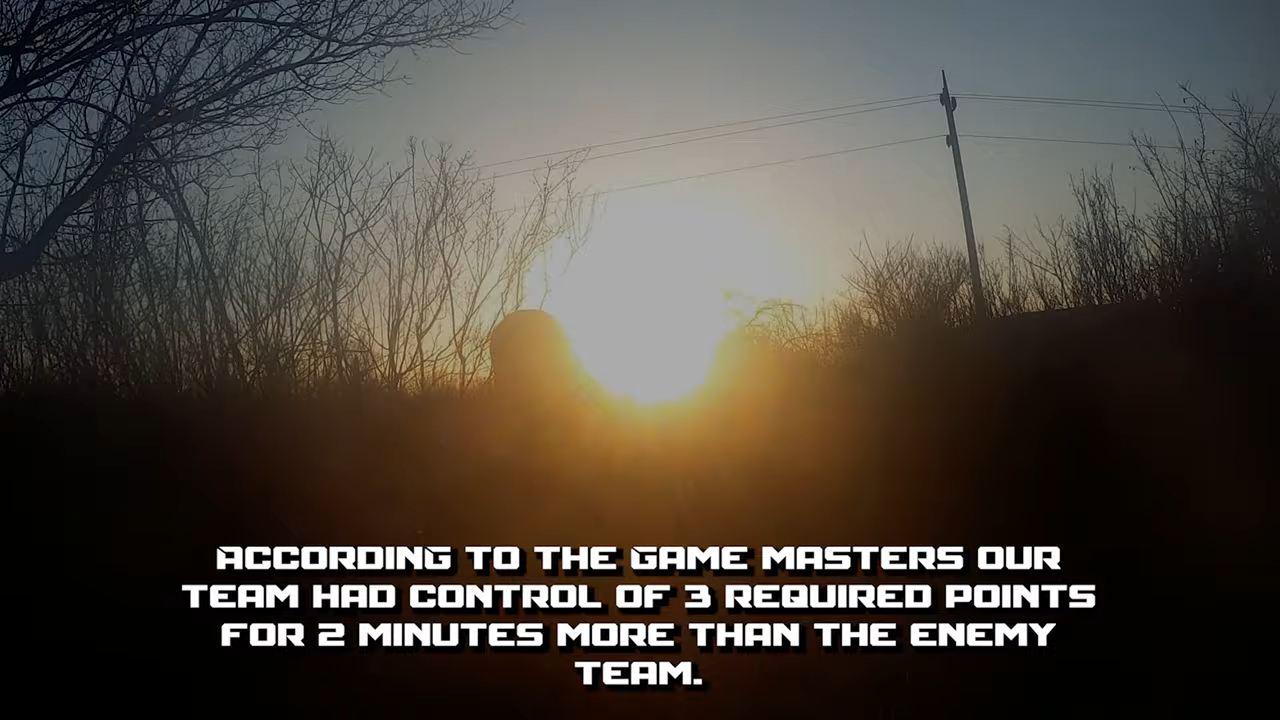 ACCORDING TO THE GAME MASTERS OUR
TEAM HAD CONTROL OF 3 REQUIRED POINTS
FOR 2 MINUTES MORE THAN THE ENEMY
TEAM.